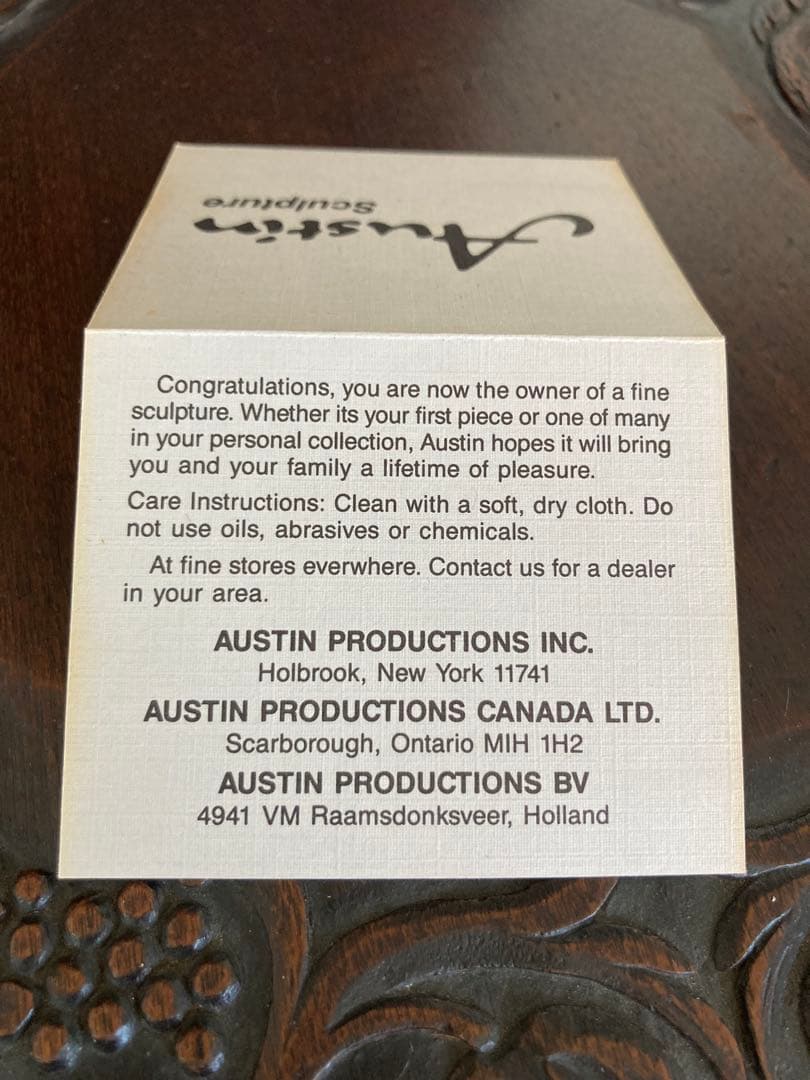 Austin
Sculpture
Congratulations, you are now the owner of a fine
sculpture. Whether its your first piece or one of many
in your personal collection, Austin hopes it will bring
you and your family a lifetime of pleasure.
Care Instructions: Clean with a soft, dry cloth. Do
not use oils, abrasives or chemicals.
At fine stores everwhere. Contact us for a dealer
in your area.
AUSTIN PRODUCTIONS INC.
Holbrook, New York 11741
AUSTIN PRODUCTIONS CANADA LTD.
Scarborough, Ontario MIH 1H2
AUSTIN PRODUCTIONS BV
4941 VM Raamsdonksveer, Holland